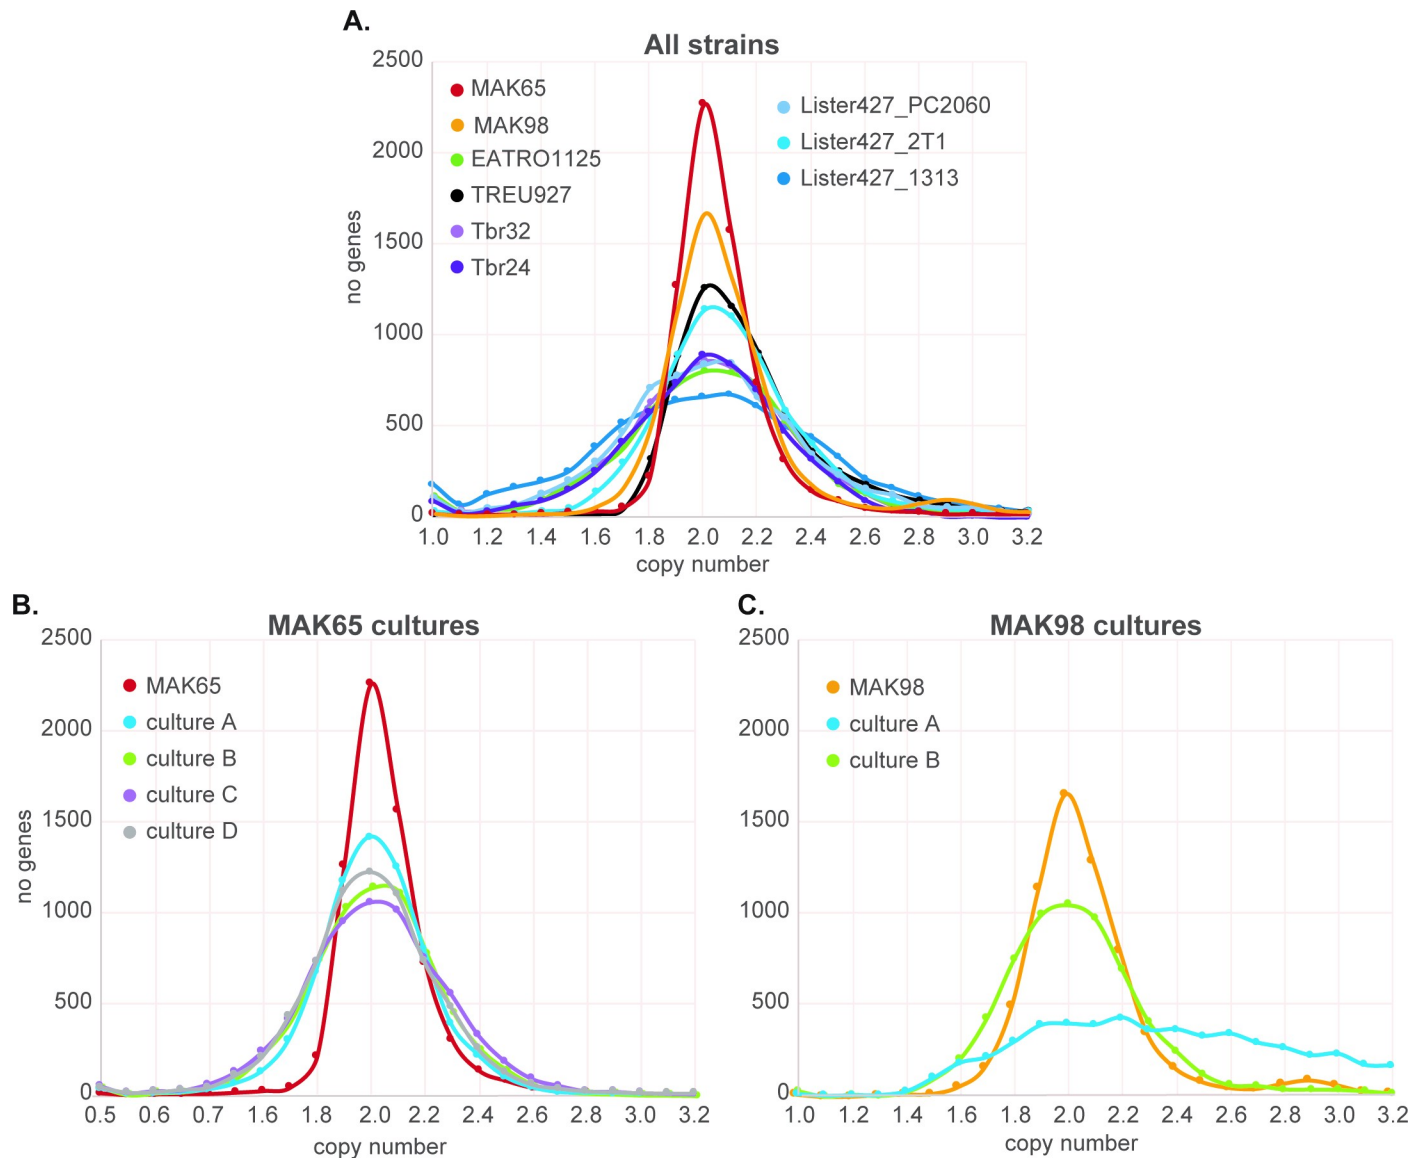 A.
All strains
2500
2000
1500
1000
500
0
no genes
MAK65
MAK98
EATRO1125
TREU927
Tbr32
Tbr24
Lister427_PC2060
Lister427_2T1
Lister427_1313
1.0 1.2 1.4 1.6 1.8 2.0 2.2 2.4 2.6 2.8 3.0 3.2
copy number
B.
MAK65 cultures
2500
2000
1500
1000
500
0
no genes
MAK65
culture A
culture B
culture C
culture D
0.5 0.6 0.7 1.6 1.8 2.0 2.2 2.4 2.6 2.8 3.0 3.2
copy number
C.
MAK98 cultures
2500
2000
1500
1000
500
0
MAK98
culture A
culture B
1.0 1.2 1.4 1.6 1.8 2.0 2.2 2.4 2.6 2.8 3.0 3.2
copy number